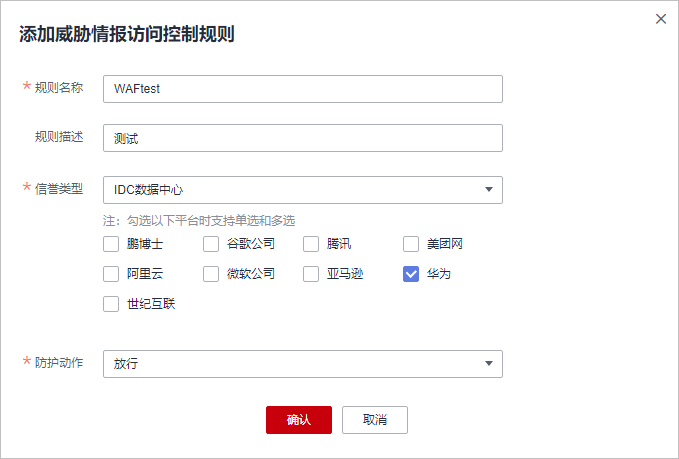 添加威胁情报访问控制规则
* 规则名称 WAFtest
规则描述 测试
* 信誉类型 IDC数据中心
注：勾选以下平台时支持单选和多选
鹏博士 谷歌公司 腾讯 美团网
阿里云 微软公司 亚马逊 华为
世纪互联
* 防护动作 放行
确认 取消